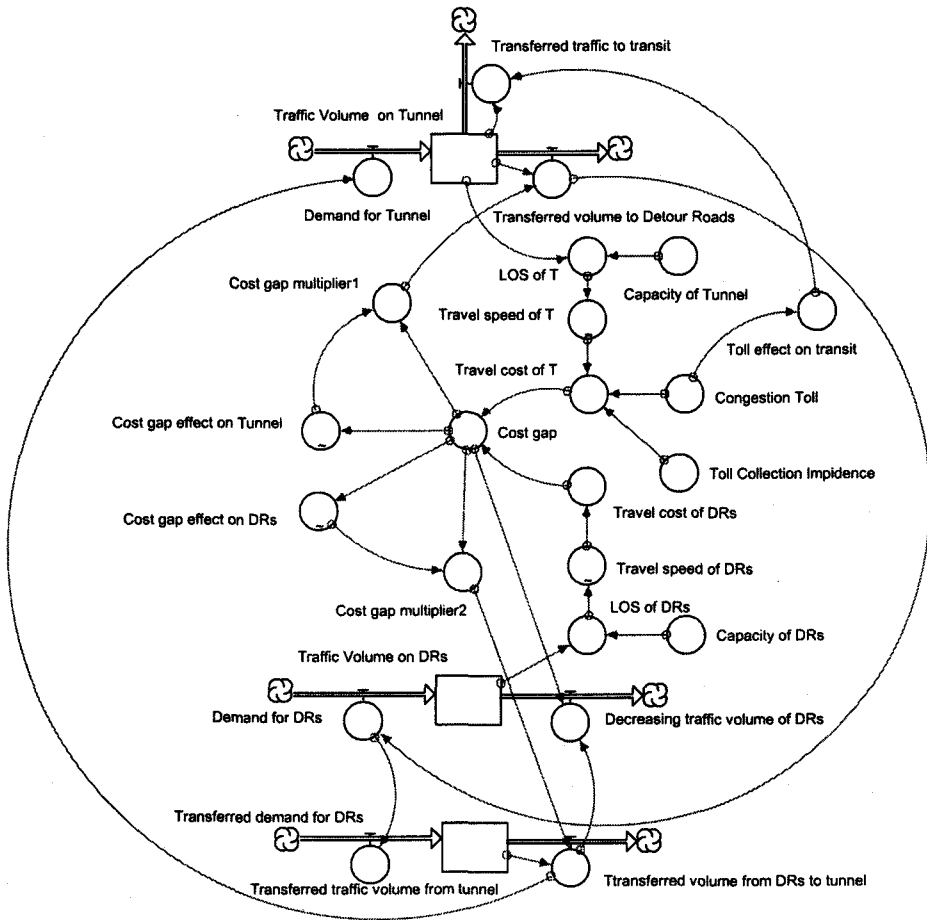 Transferred traffic to transit
Traffic Volume on Tunnel
Demand for Tunnel
Transferred volume to Detour Roads
Cost gap multiplier1
LOS of T
Capacity of Tunnel
Travel speed of T
Toll effect on transit
Travel cost of T
Congestion Toll
Cost gap effect on Tunnel
Cost gap
Toll Collection Impidence
Cost gap effect on DRs
Travel cost of DRs
Travel speed of DRs
Cost gap multiplier2
LOS of DRs
Capacity of DRs
Traffic Volume on DRs
Demand for DRs
Decreasing traffic volume of DRs
Transferred demand for DRs
Transferred traffic volume from tunnel
Ttransferred volume from DRs to tunnel